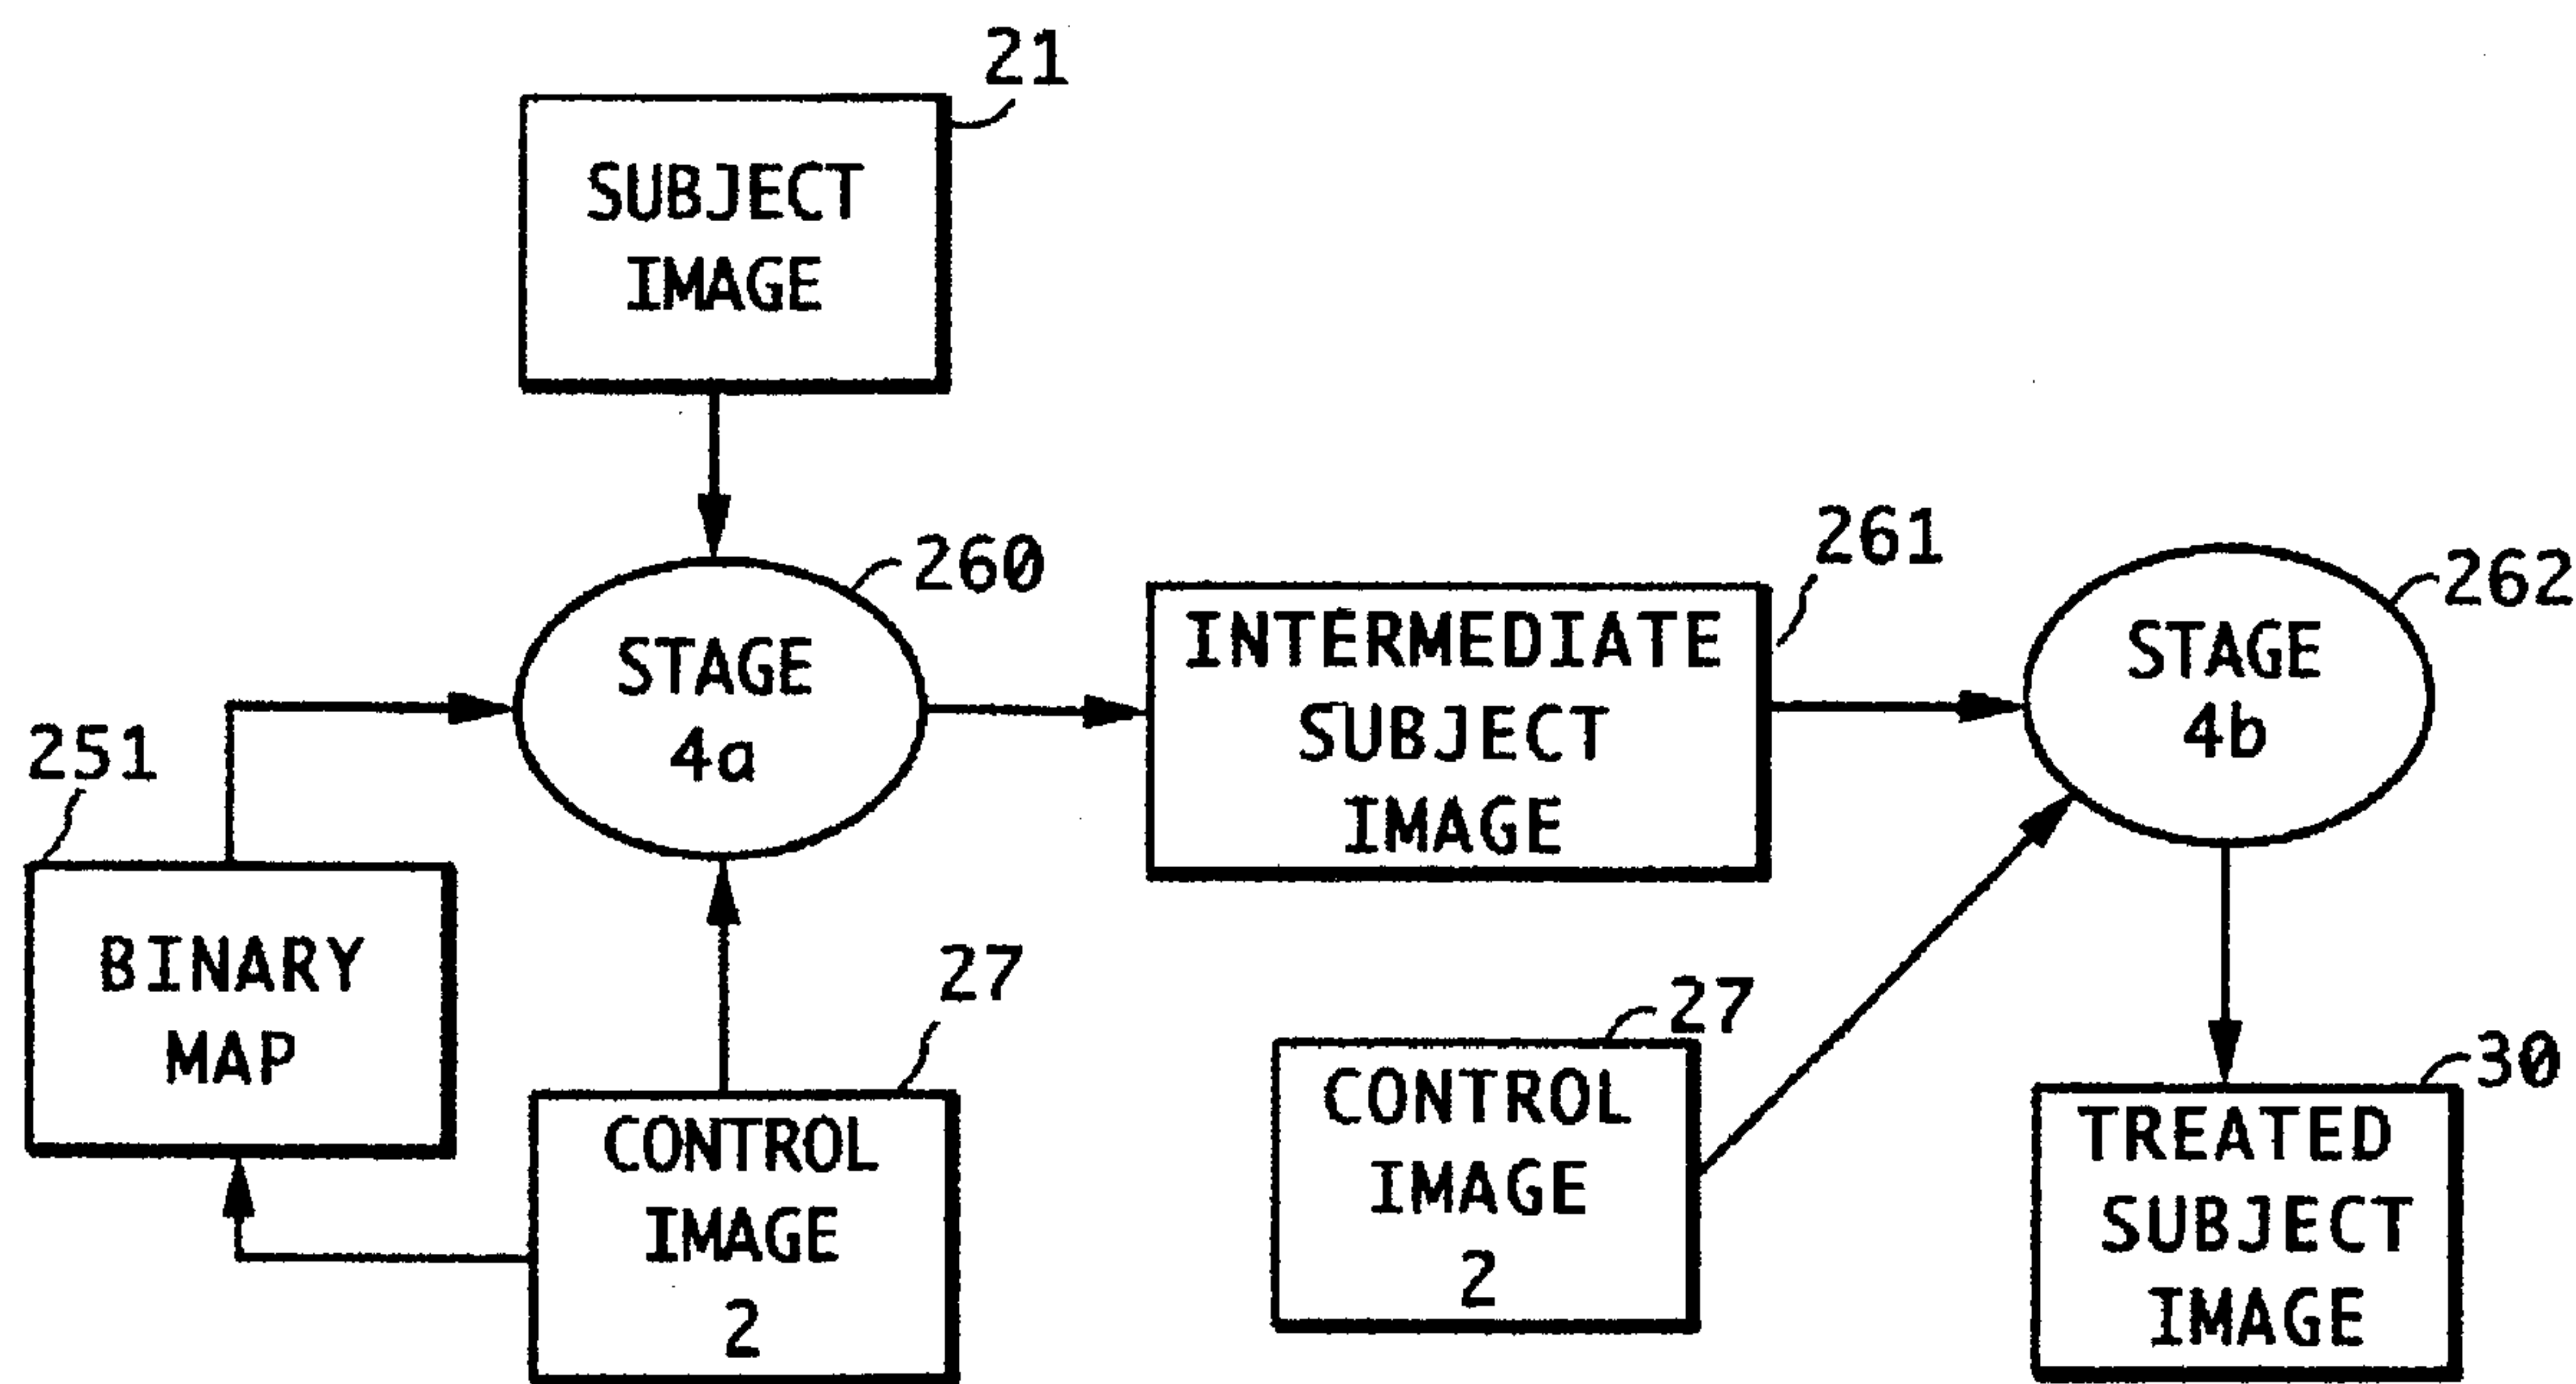 21
SUBJECT
IMAGE
260
STAGE
4a
261
INTERMEDIATE
SUBJECT
IMAGE
262
STAGE
4b
251
BINARY
MAP
27
CONTROL
IMAGE
2
27
CONTROL
IMAGE
2
30
TREATED
SUBJECT
IMAGE